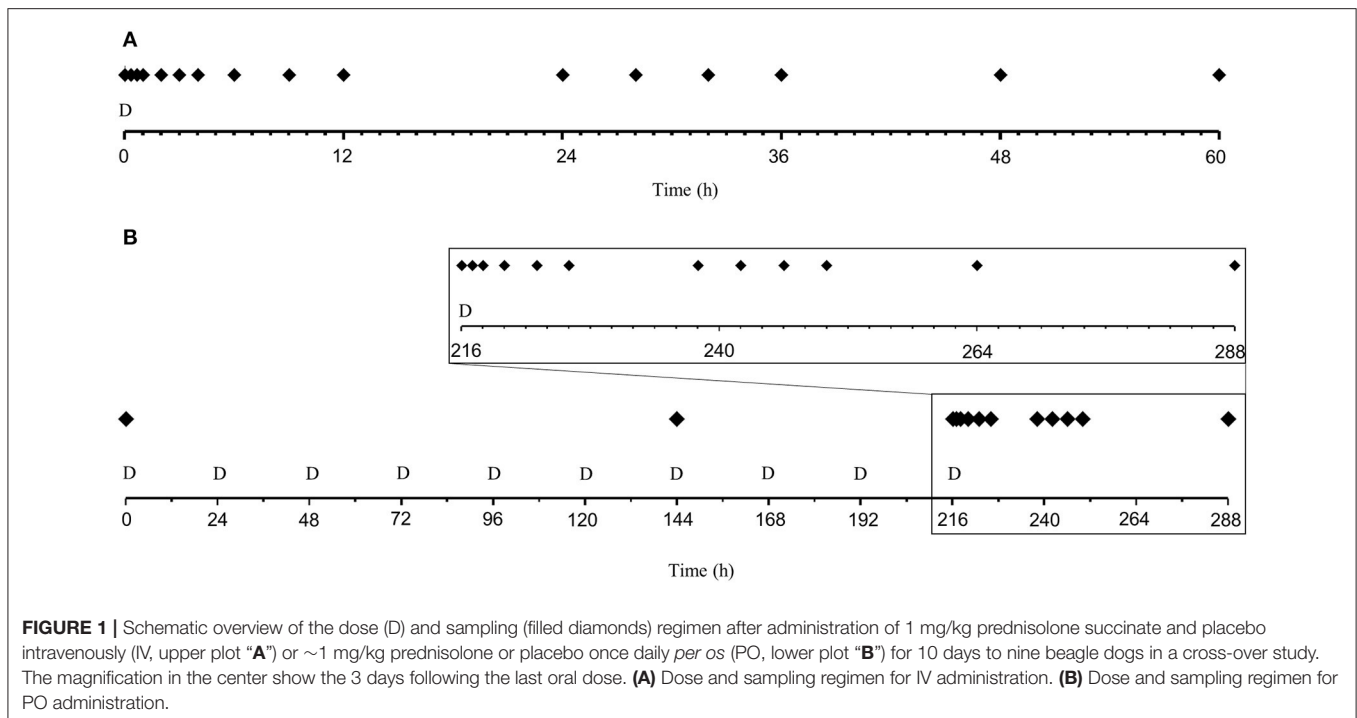 A
D
0 12 24 36 48 60
Time (h)
B
D
216 240 264 288
D D D D D D D D D D
0 24 48 72 96 120 144 168 192 216 240 264 288
Time (h)
FIGURE 1 | Schematic overview of the dose (D) and sampling (filled diamonds) regimen after administration of 1 mg/kg prednisolone succinate and placebo
intravenously (IV, upper plot “A”) or ~1 mg/kg prednisolone or placebo once daily per os (PO, lower plot “B”) for 10 days to nine beagle dogs in a cross-over study.
The magnification in the center show the 3 days following the last oral dose. (A) Dose and sampling regimen for IV administration. (B) Dose and sampling regimen for
PO administration.